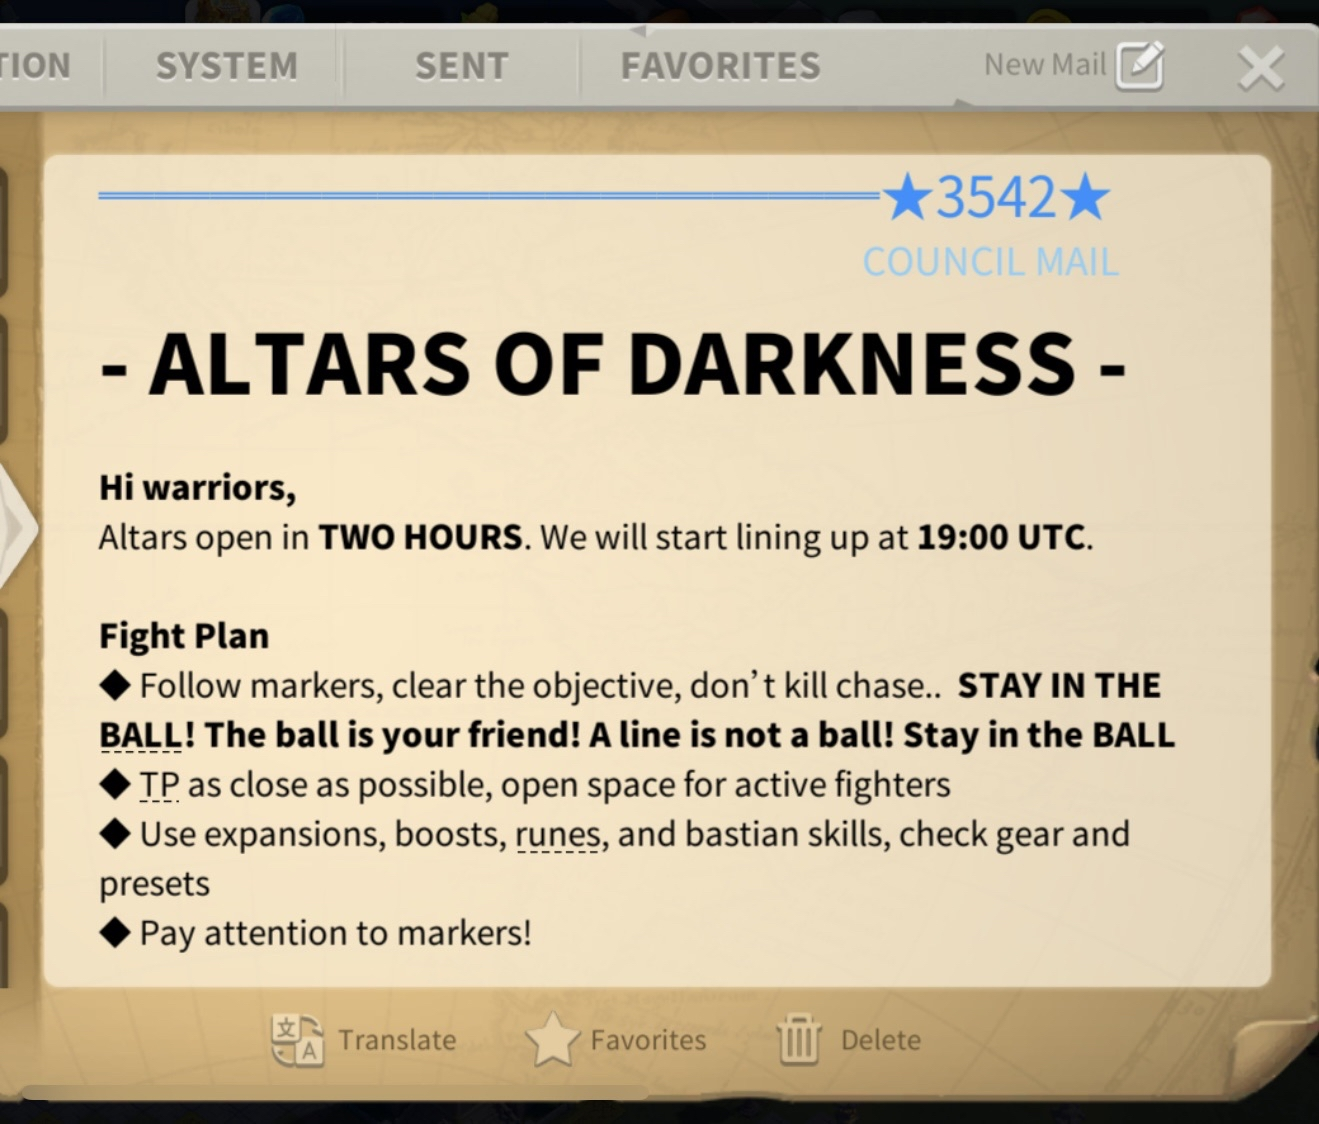 TION SYSTEM SENT FAVORITES New Mail
★3542★
COUNCIL MAIL
- ALTARS OF DARKNESS -
Hi warriors,
Altars open in TWO HOURS. We will start lining up at 19:00 UTC.
Fight Plan
◆ Follow markers, clear the objective, don’t kill chase.. STAY IN THE
BALL! The ball is your friend! A line is not a ball! Stay in the BALL
◆ TP as close as possible, open space for active fighters
◆ Use expansions, boosts, runes, and bastian skills, check gear and
presets
◆ Pay attention to markers!
Translate Favorites Delete